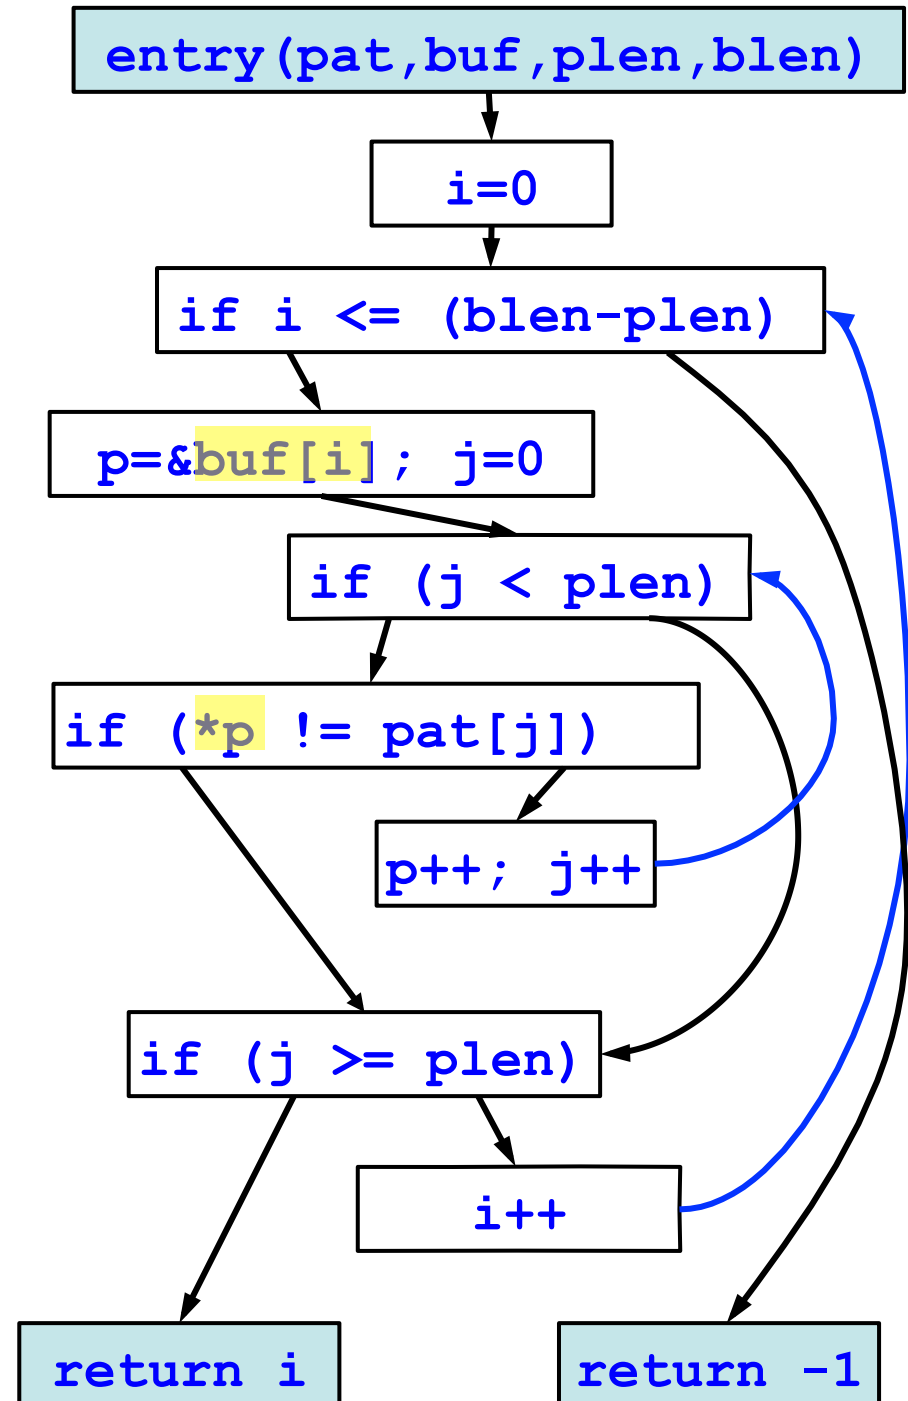 entry(pat,buf,plen,blen)
i=0
if i <= (blen-plen)
p=&buf[i]; j=0
if (j < plen)
if (*p != pat[j])
p++; j++
if (j >= plen)
i++
return i
return -1